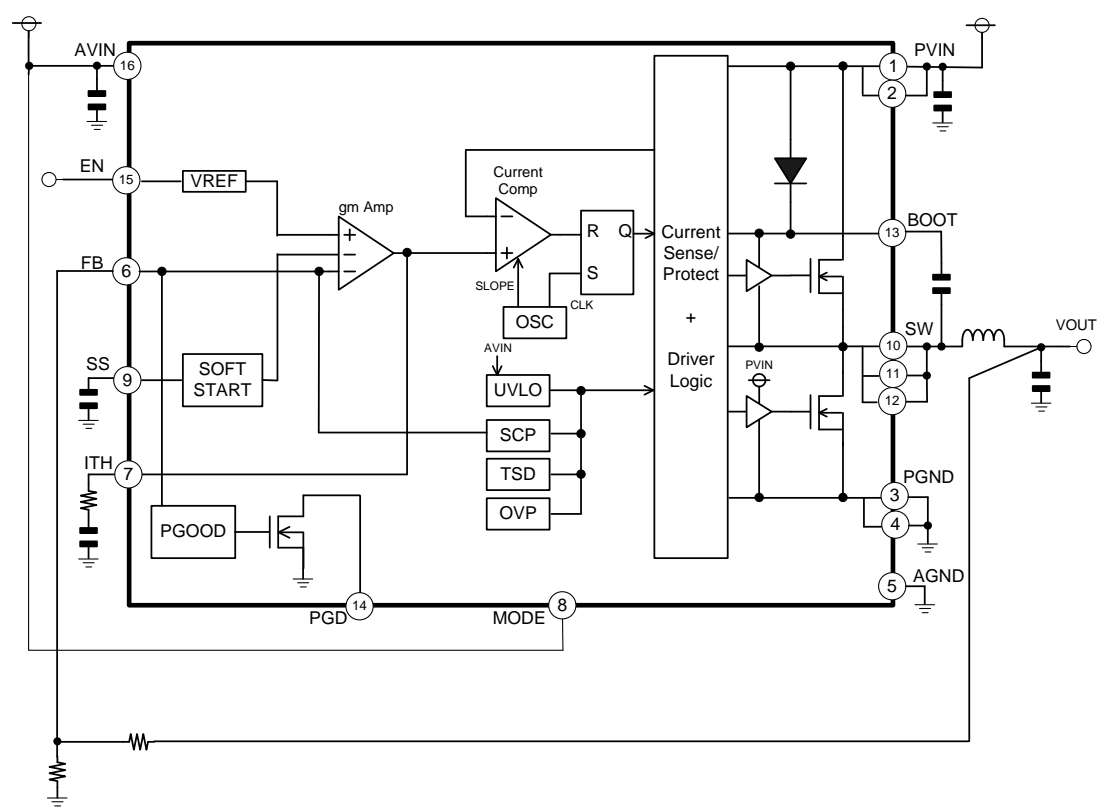 AVIN
16
EN
15
VREF
FB
6
SS
9
SOFT
START
ITH
7
PGOOD
PGD
14
MODE
8
gm Amp
+
−
−
Current
Comp
−
+
SLOPE
OSC
CLK
R
Q
S
AVIN
UVLO
SCP
TSD
OVP
Current
Sense/
Protect
+
Driver
Logic
PVIN
PVIN
1
2
BOOT
13
SW
10
11
12
VOUT
PGND
3
4
AGND
5